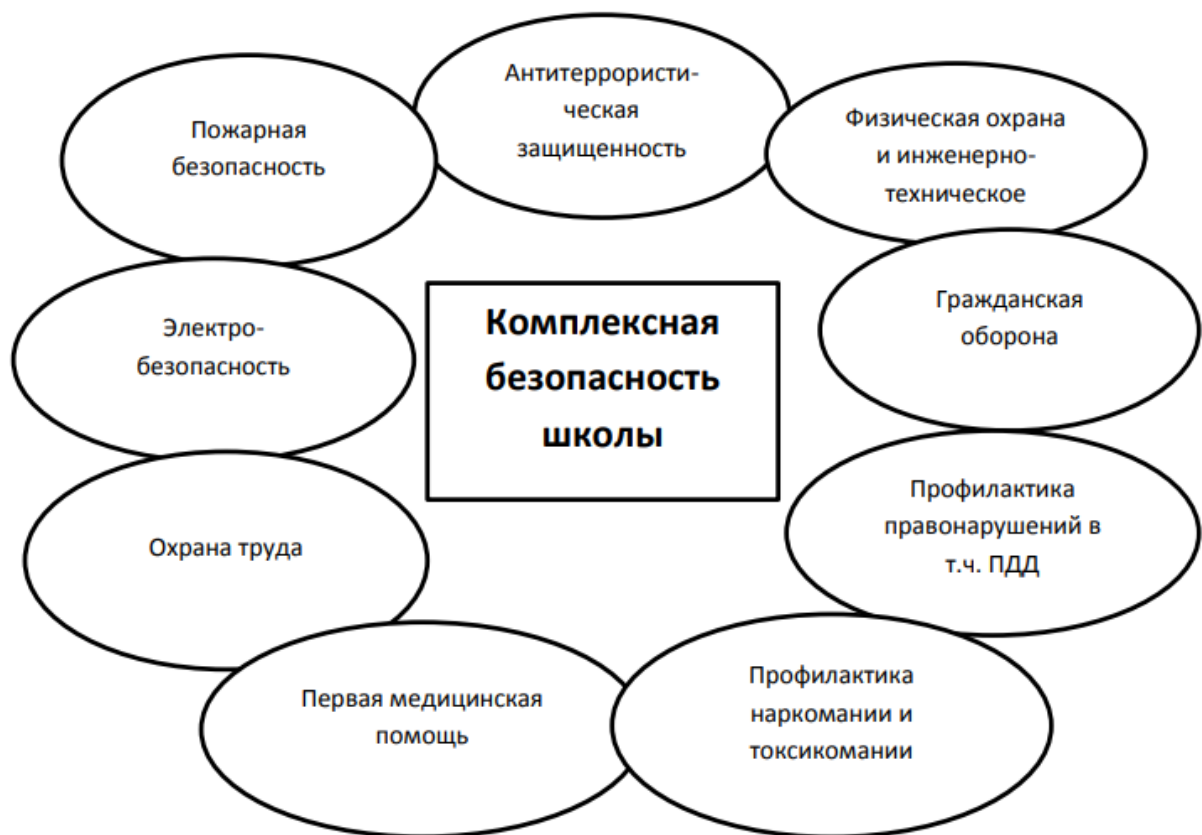 Антитеррористи-
ческая
защищенность
Пожарная
безопасность
Физическая охрана
и инженерно-
техническое
Электро-
безопасность
Комплексная
безопасность
школы
Гражданская
оборона
Охрана труда
Профилактика
правонарушений в
т.ч. ПДД
Первая медицинская
помощь
Профилактика
наркомании и
токсикомании